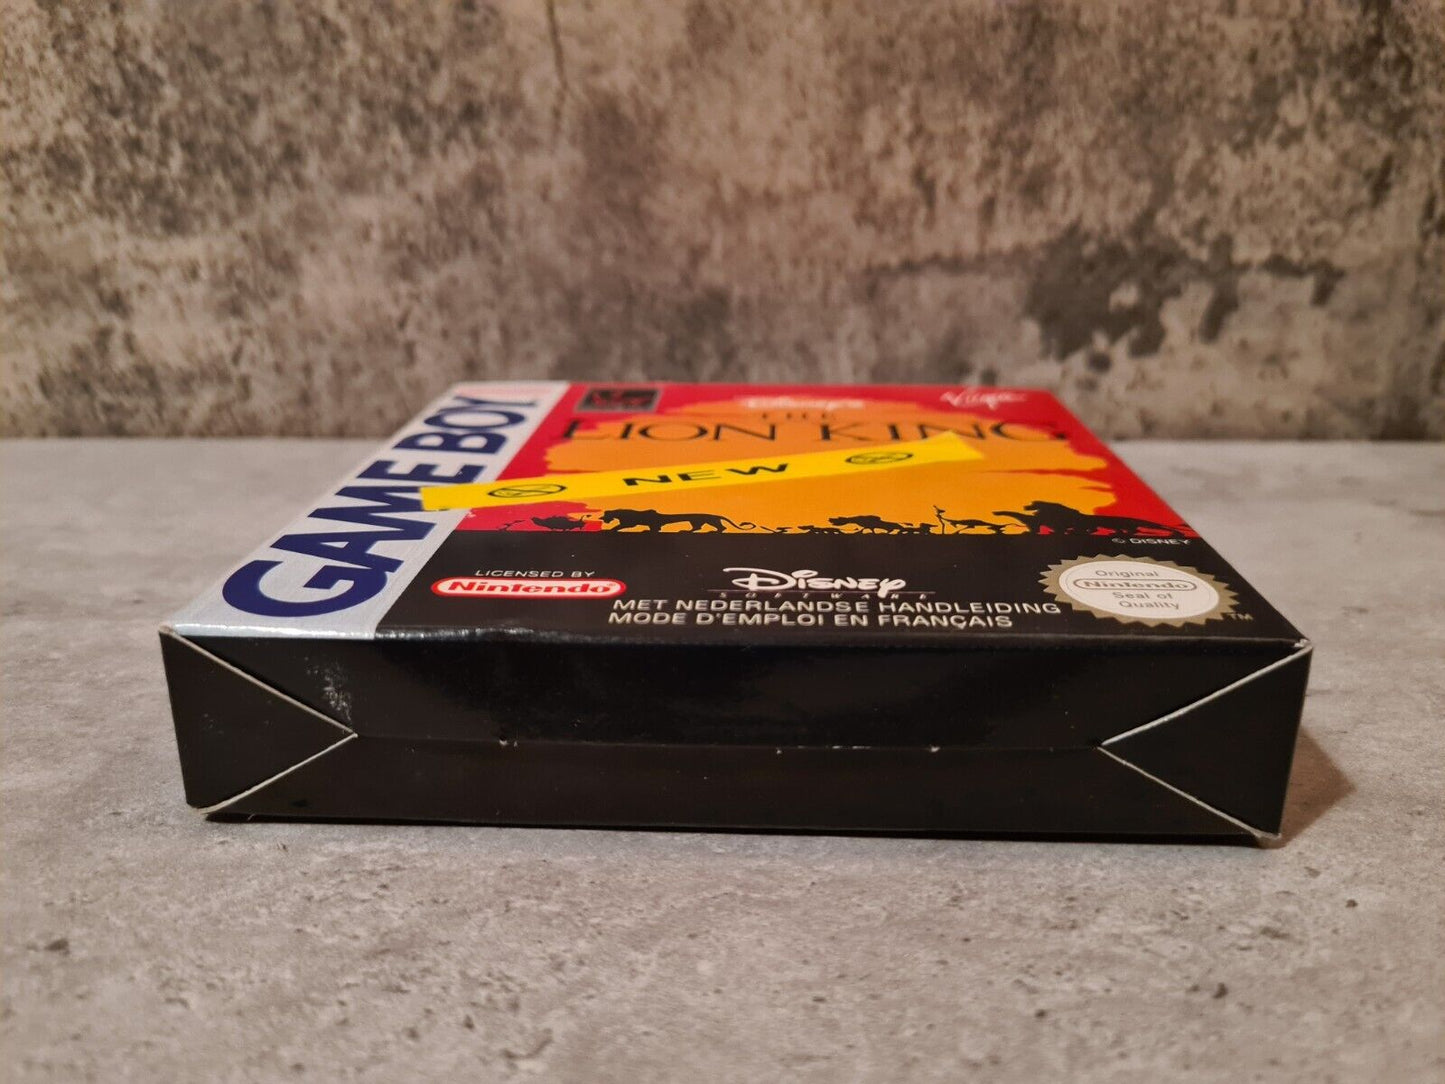 GAME BOY
Disney's
Virgin
THE
LION KING
NEW
© DISNEY
LICENSED BY
Nintendo
Disney
SOFTWARE
MET NEDERLANDSE HANDLEIDING
MODE D'EMPLOI EN FRANÇAIS
Original
Nintendo
Seal of
Quality
TM